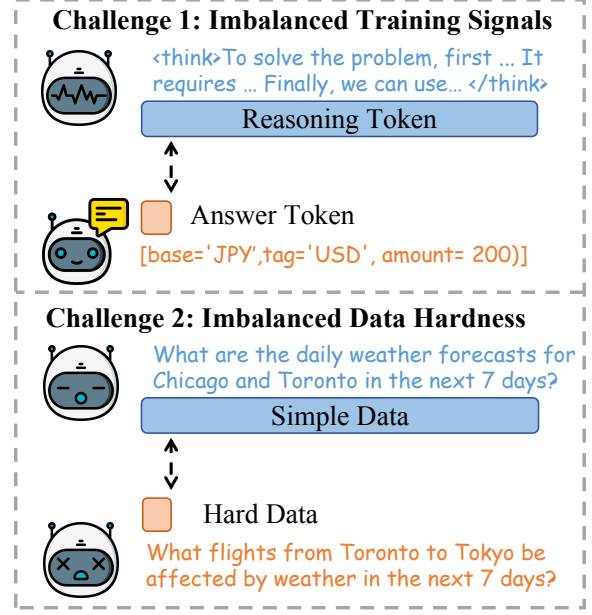 Challenge 1: Imbalanced Training Signals
<think>To solve the problem, first ... It
requires ... Finally, we can use... </think>
Reasoning Token
Answer Token
[base='JPY',tag='USD', amount= 200)]
Challenge 2: Imbalanced Data Hardness
What are the daily weather forecasts for
Chicago and Toronto in the next 7 days?
Simple Data
Hard Data
What flights from Toronto to Tokyo be
affected by weather in the next 7 days?